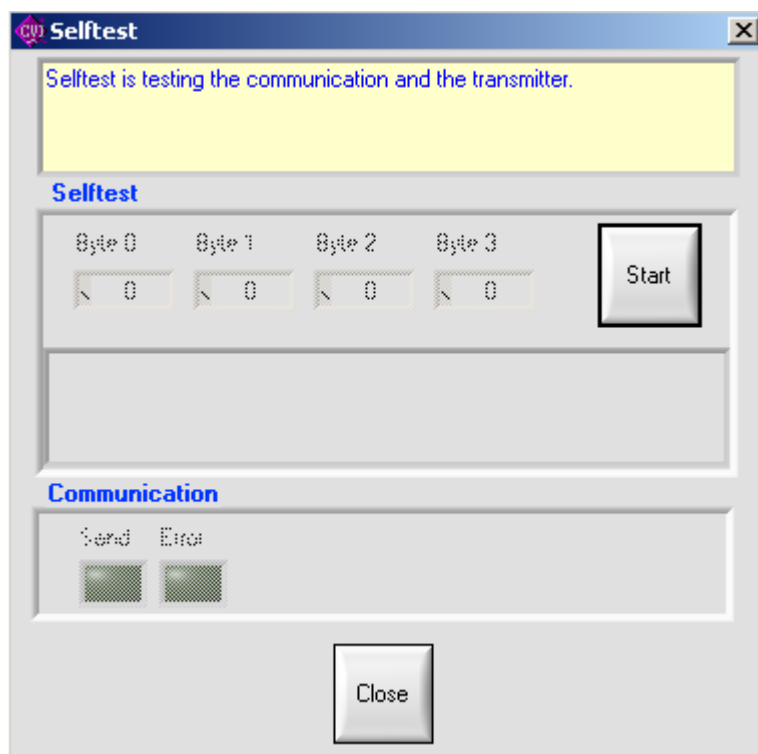 CVI Selftest
Selftest is testing the communication and the transmitter.
Selftest
Byte 0 Byte 1 Byte 2 Byte 3
\ 0 \ 0 \ 0 \ 0
Start
Communication
Send Error
Close